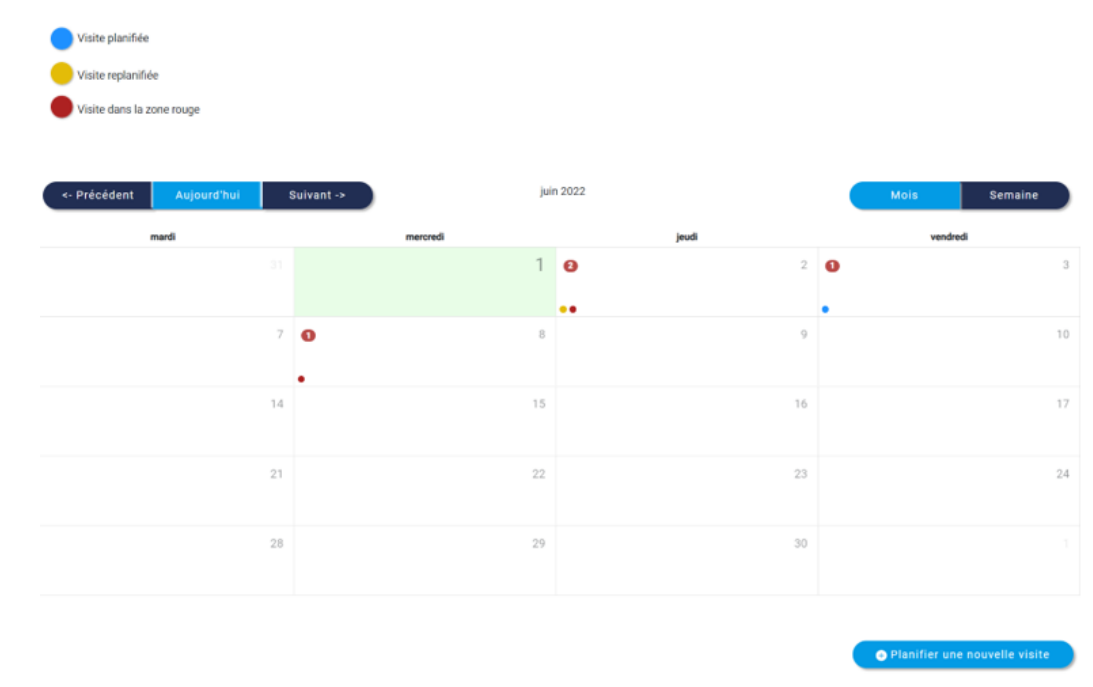 Visite planifiée
Visite replanifiée
Visite dans la zone rouge
<- Précédent Aujourd'hui Suivant -> juin 2022 Mois Semaine
mardi mercredi jeudi vendredi
31 1 2 2 1 3
7 1 8 9 10
14 15 16 17
21 22 23 24
28 29 30 1
Planifier une nouvelle visite